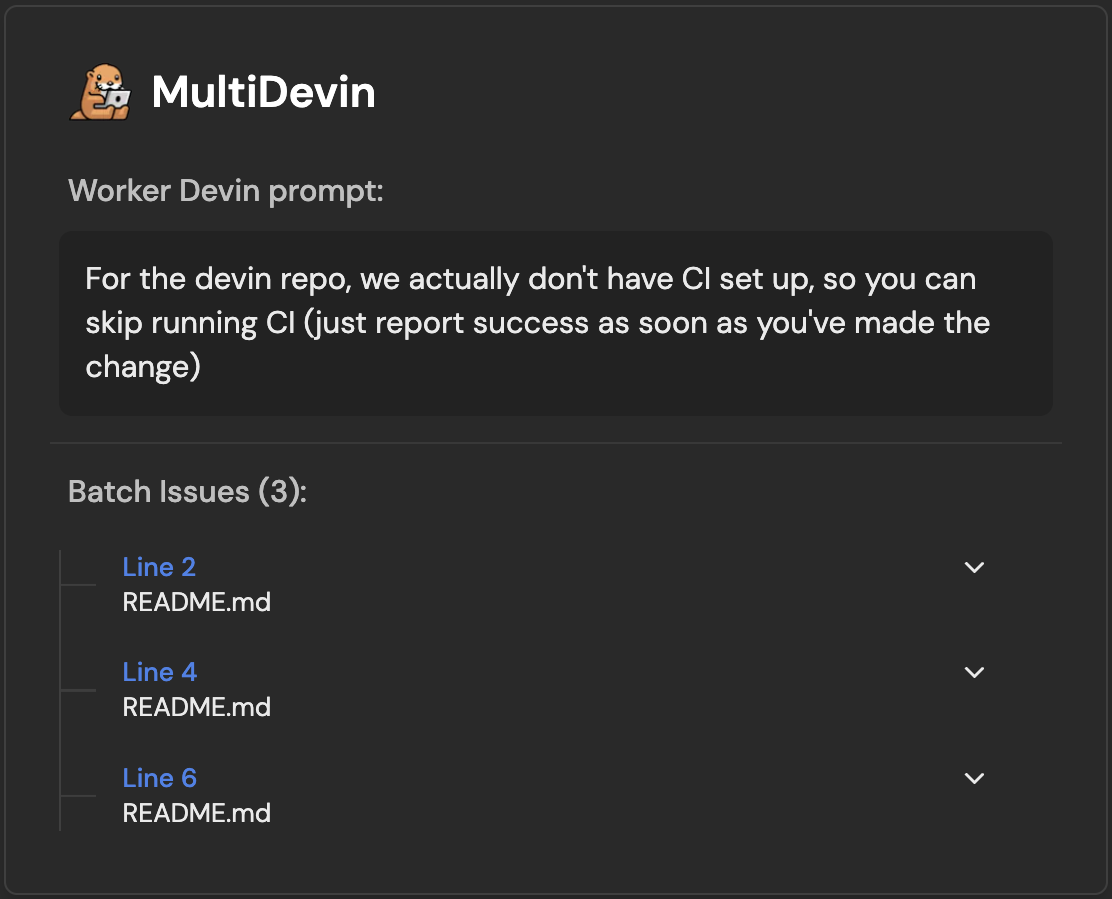 MultiDevin
Worker Devin prompt:
For the devin repo, we actually don't have CI set up, so you can
skip running CI (just report success as soon as you've made the
change)
Batch Issues (3):
Line 2
README.md
Line 4
README.md
Line 6
README.md